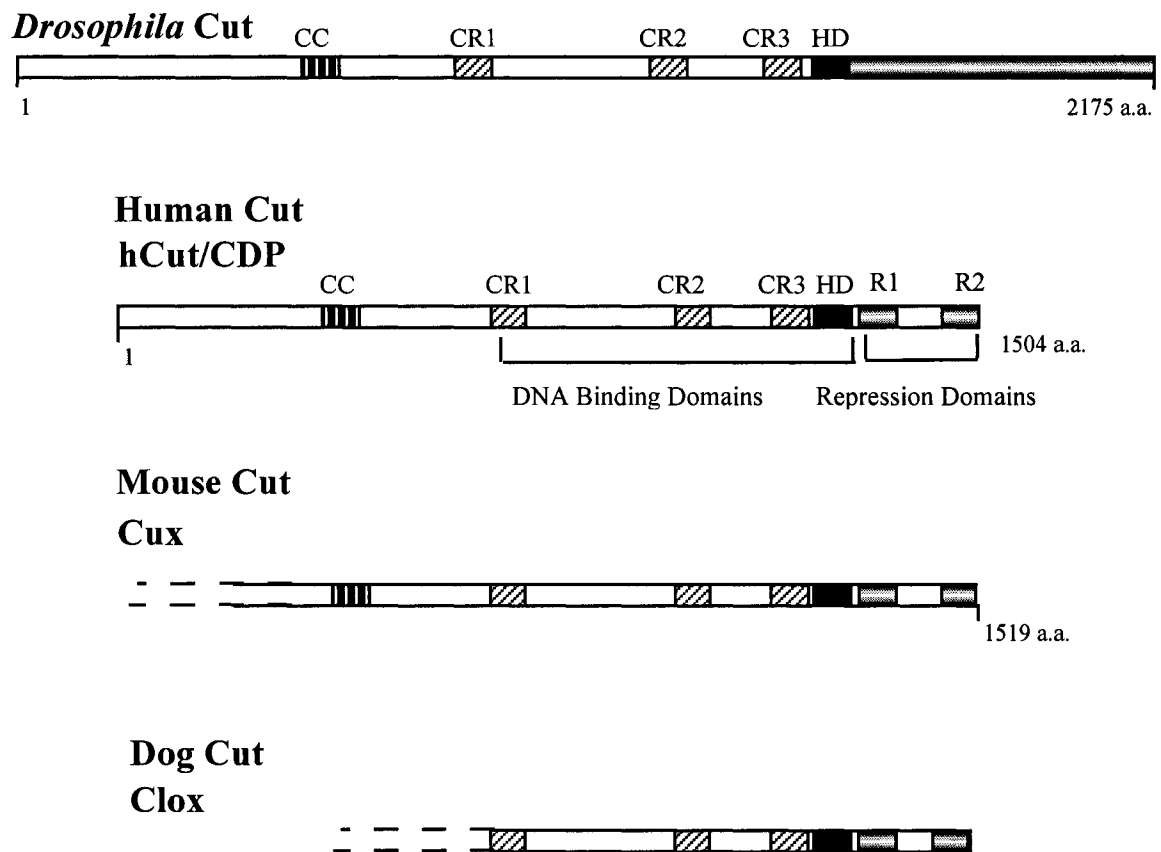 Drosophila Cut
CC CR1 CR2 CR3 HD
1 2175 a.a.
Human Cut
hCut/CDP
CC CR1 CR2 CR3 HD R1 R2
1 1504 a.a.
DNA Binding Domains Repression Domains
Mouse Cut
Cux
1519 a.a.
Dog Cut
Clox